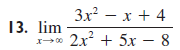 13. lim x→∞ (3x² − x + 4) / (2x² + 5x − 8)